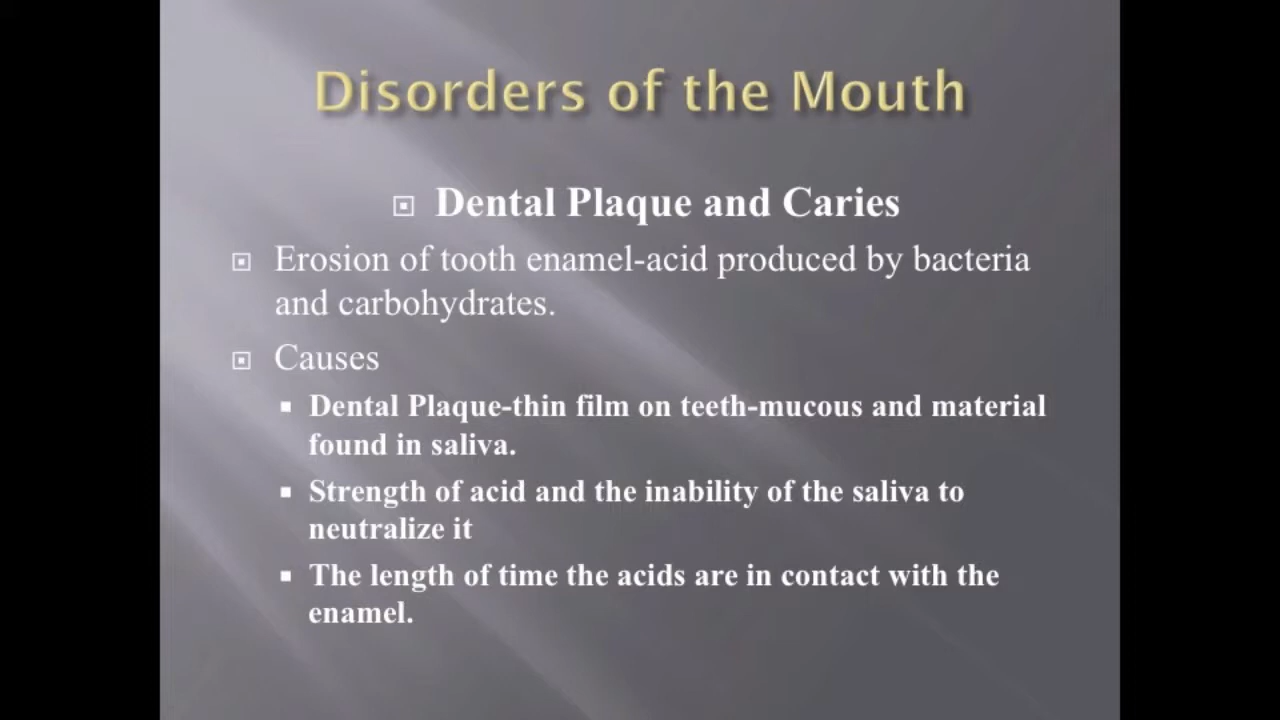 Disorders of the Mouth
Dental Plaque and Caries
Erosion of tooth enamel-acid produced by bacteria
and carbohydrates.
Causes
Dental Plaque-thin film on teeth-mucous and material
found in saliva.
Strength of acid and the inability of the saliva to
neutralize it
The length of time the acids are in contact with the
enamel.